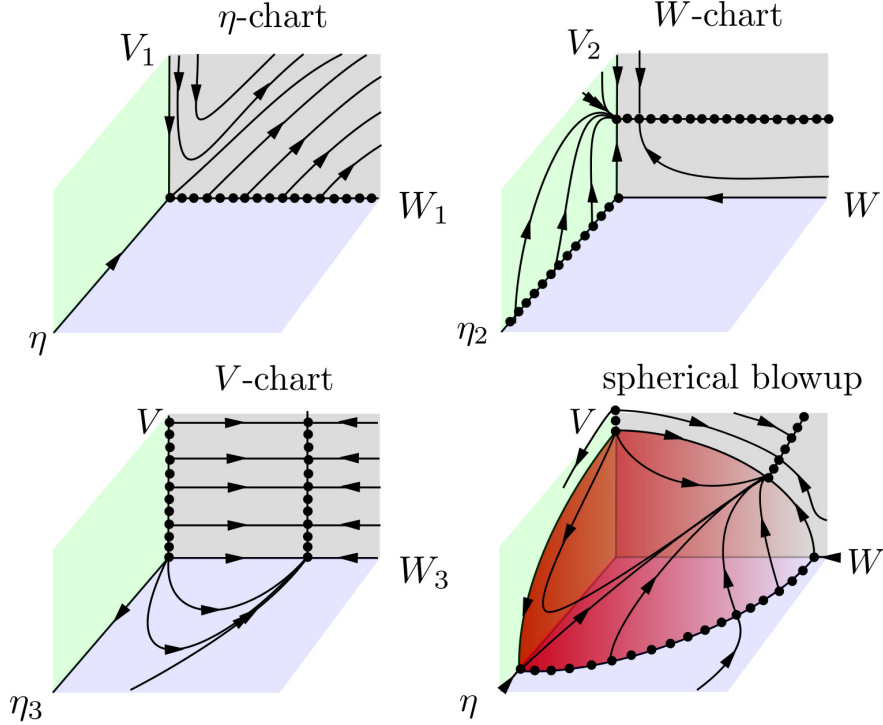 η-chart
W-chart
V₁
V₂
W₁
W
η
η₂
V-chart
spherical blowup
V
V
W₃
W
η₃
η